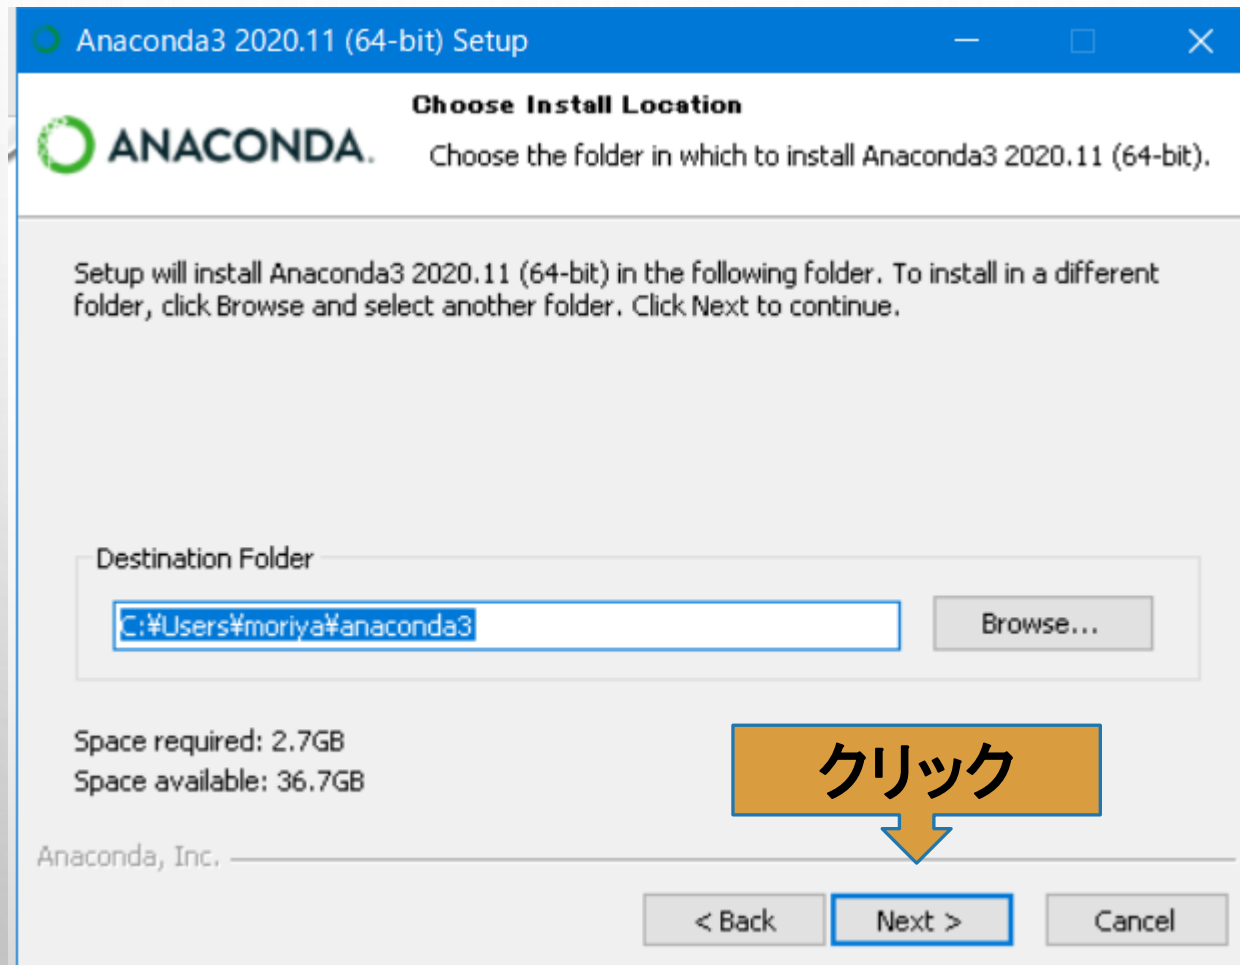 Anaconda3 2020.11 (64-bit) Setup
Choose Install Location
ANACONDA.
Choose the folder in which to install Anaconda3 2020.11 (64-bit).
Setup will install Anaconda3 2020.11 (64-bit) in the following folder. To install in a different
folder, click Browse and select another folder. Click Next to continue.
Destination Folder
C:¥Users¥moriya¥anaconda3
Browse...
Space required: 2.7GB
Space available: 36.7GB
クリック
Anaconda, Inc.
< Back
Next >
Cancel